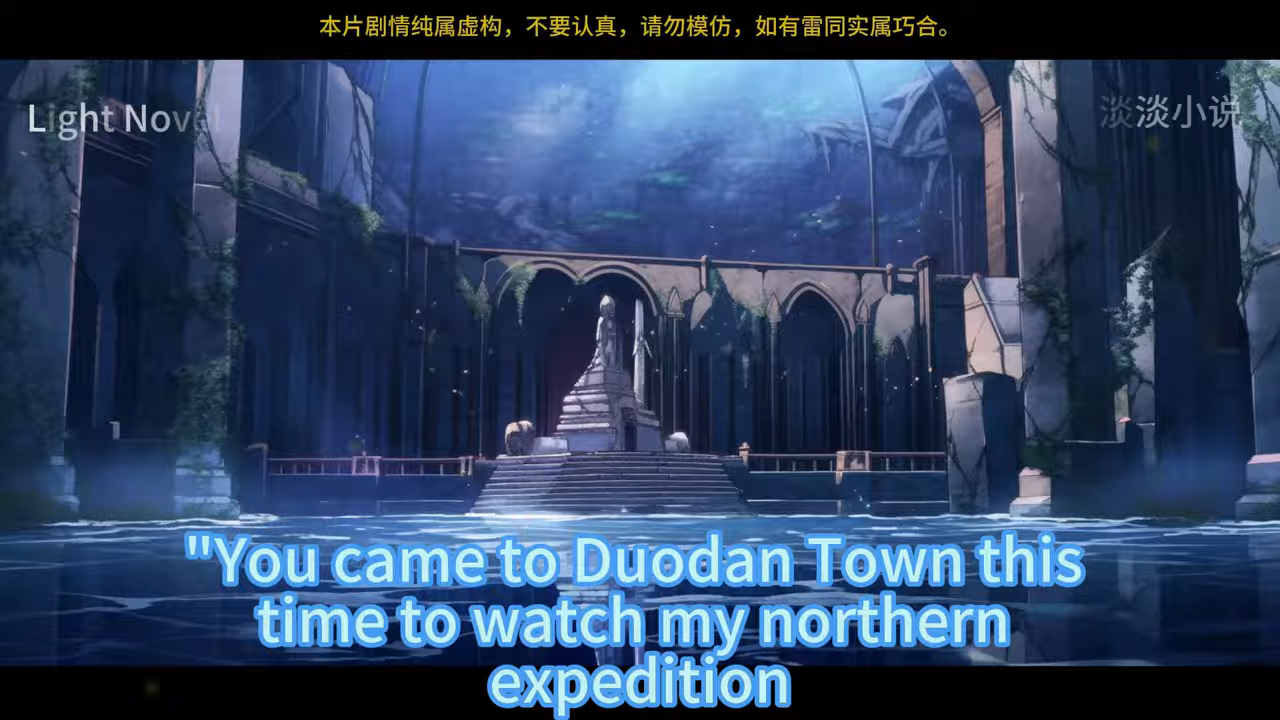 本片剧情纯属虚构，不要认真，请勿模仿，如有雷同实属巧合。
Light Novel
淡淡小说
"You came to Duodan Town this
time to watch my northern
expedition